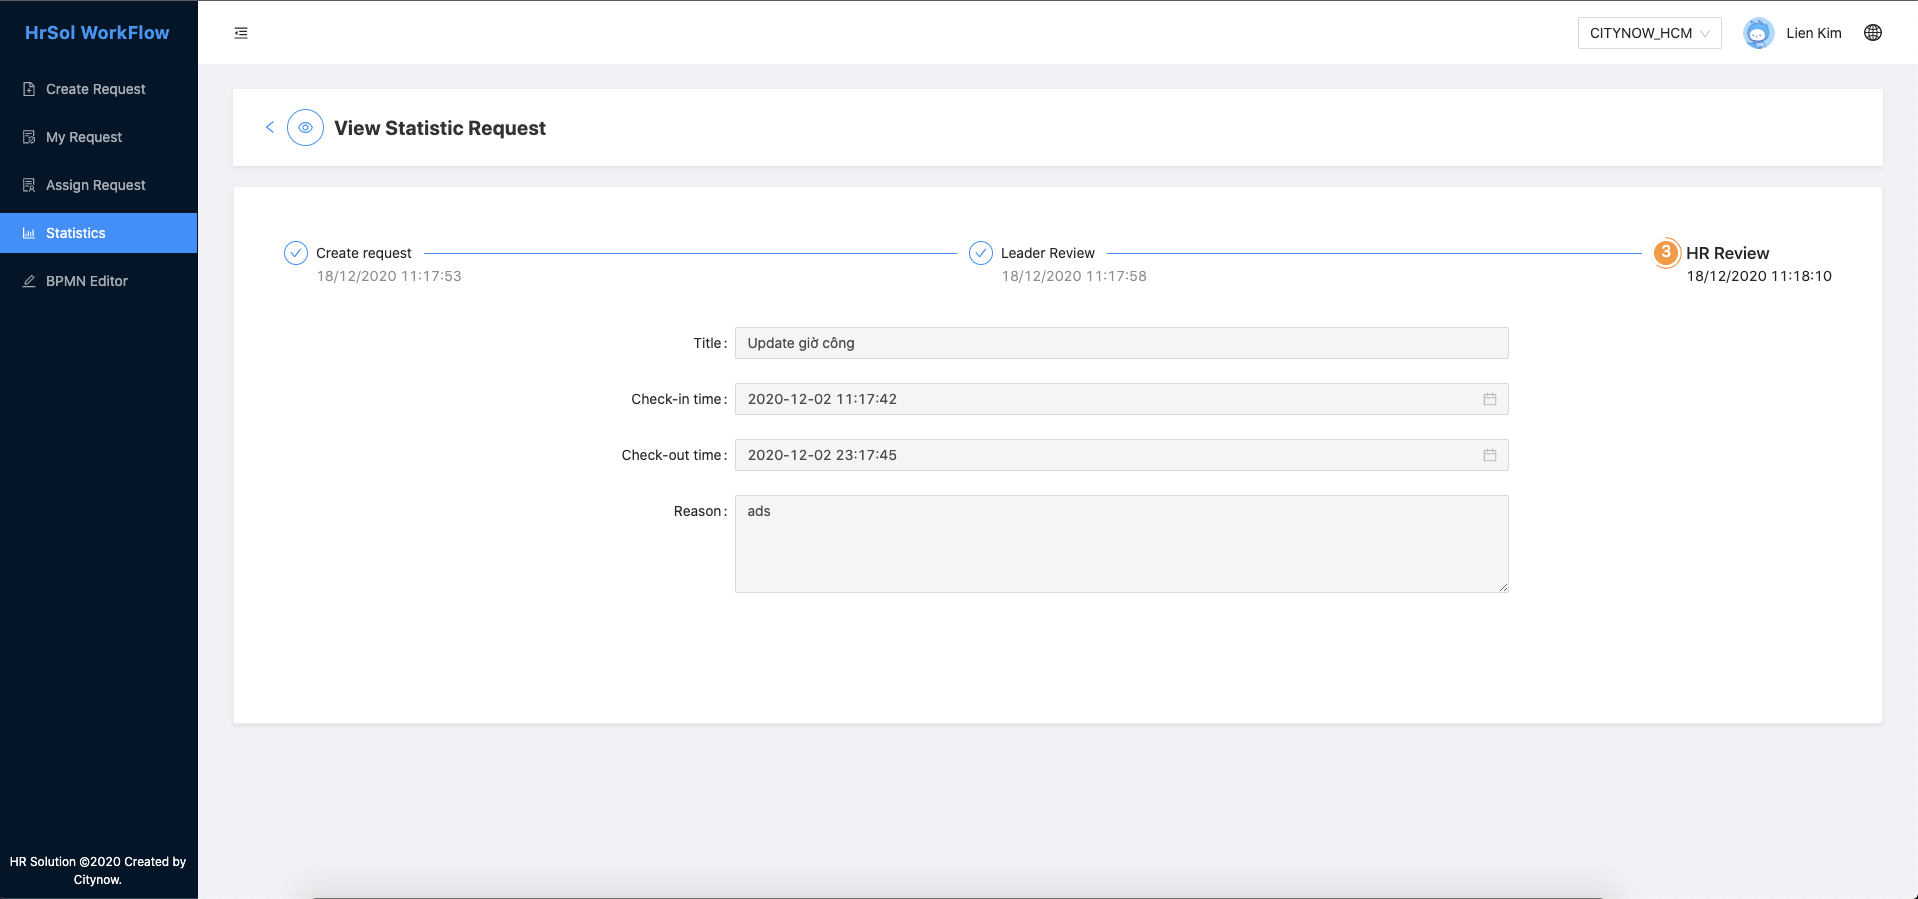 HrSol WorkFlow
CITYNOW_HCM
Lien Kim
Create Request
My Request
Assign Request
Statistics
BPMN Editor
View Statistic Request
Create request
18/12/2020 11:17:53
Leader Review
18/12/2020 11:17:58
3
HR Review
18/12/2020 11:18:10
Title : Update giờ công
Check-in time : 2020-12-02 11:17:42
Check-out time : 2020-12-02 23:17:45
Reason : ads
HR Solution ©2020 Created by
Citynow.